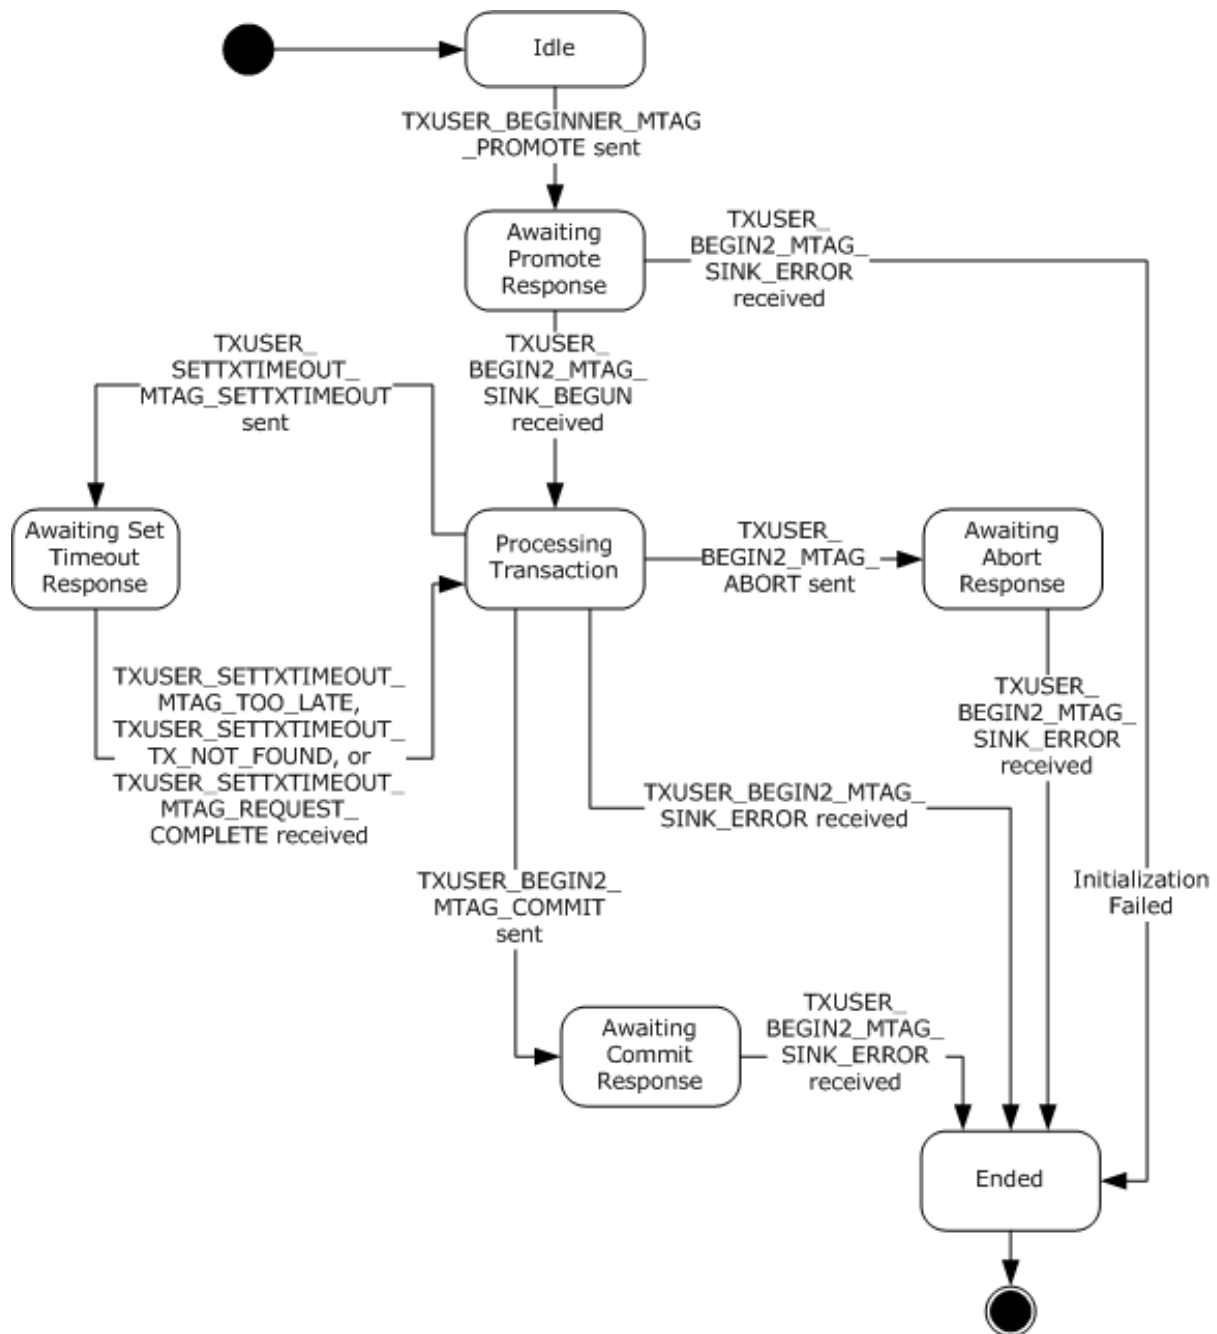 Idle
TXUSER_BEGINNER_MTAG
_PROMOTE sent
Awaiting
Promote
Response
TXUSER_
BEGIN2_MTAG_
SINK_ERROR
received
TXUSER_
BEGIN2_MTAG_
SINK_BEGUN
received
TXUSER_
SETTXTIMEOUT_
MTAG_SETTXTIMEOUT
sent
Awaiting Set
Timeout
Response
Processing
Transaction
TXUSER_
BEGIN2_MTAG_
ABORT sent
Awaiting
Abort
Response
TXUSER_SETTXTIMEOUT_
MTAG_TOO_LATE,
TXUSER_SETTXTIMEOUT_
TX_NOT_FOUND, or
TXUSER_SETTXTIMEOUT_
MTAG_REQUEST_
COMPLETE received
TXUSER_
BEGIN2_MTAG_
SINK_ERROR
received
TXUSER_BEGIN2_MTAG_
SINK_ERROR received
TXUSER_BEGIN2_
MTAG_COMMIT
sent
Initialization
Failed
Awaiting
Commit
Response
TXUSER_
BEGIN2_MTAG_
SINK_ERROR
received
Ended